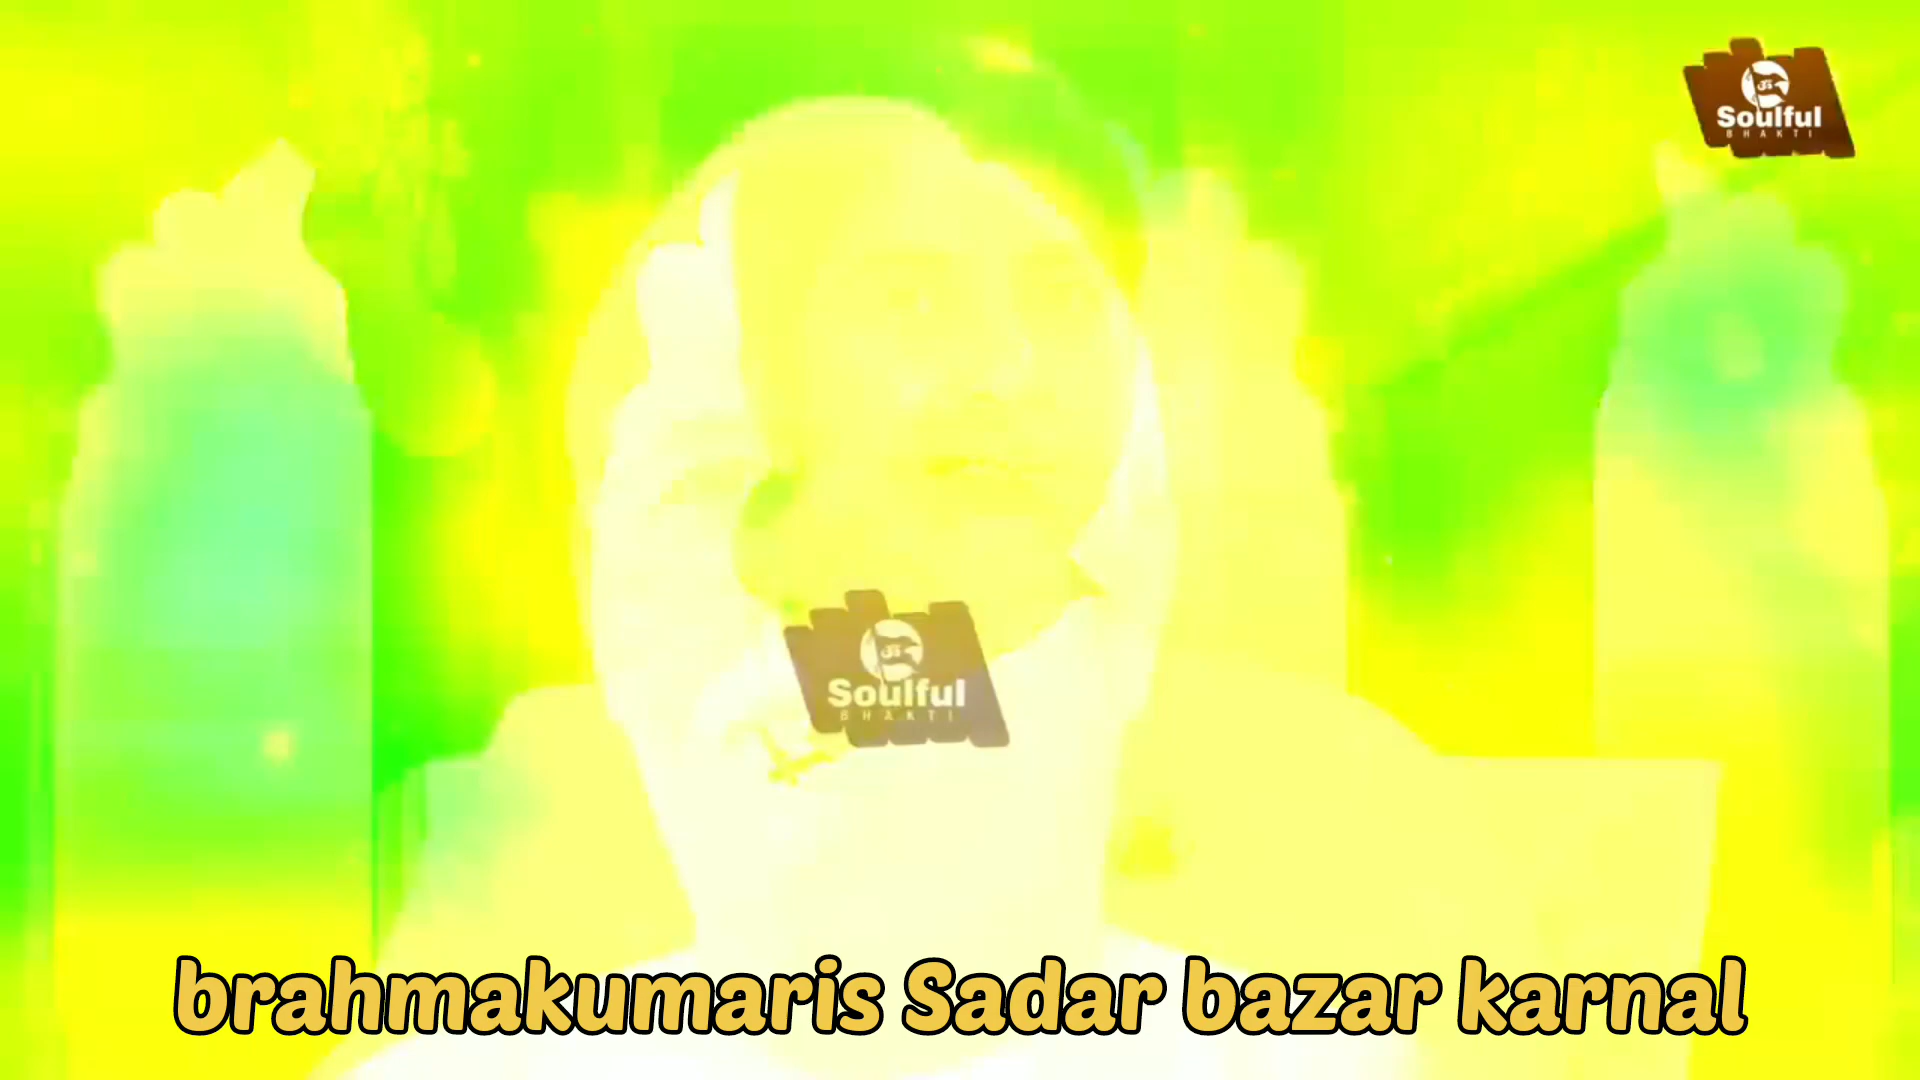 ॐ
Soulful
BHAKTI
ॐ
Soulful
BHAKTI
brahmakumaris Sadar bazar karnal